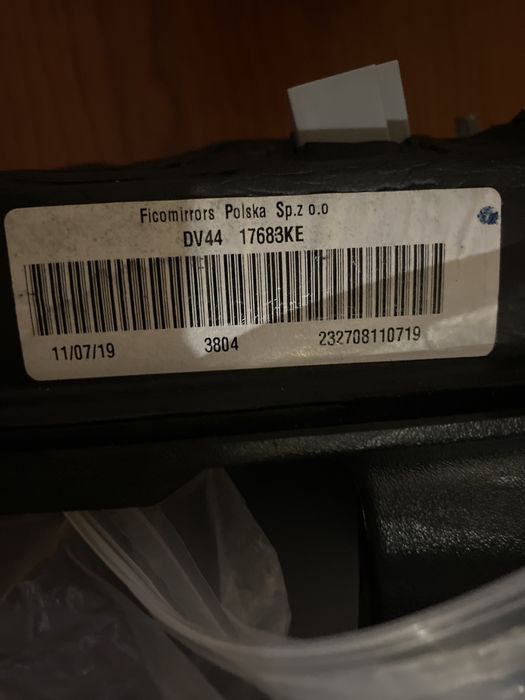 Ficomirrors Polska Sp.z o.o
DV44 17683KE
11/07/19 3804 232708110719